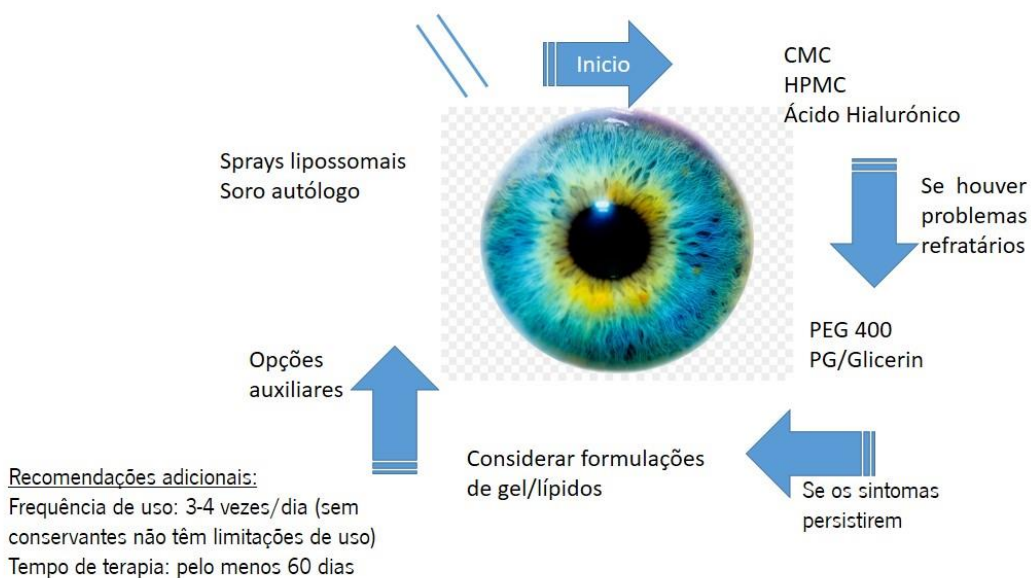 Inicio
CMC
HPMC
Ácido Hialurónico
Se houver
problemas
refratários
PEG 400
PG/Glicerin
Se os sintomas
persistirem
Considerar formulações
de gel/lípidos
Opções
auxiliares
Sprays lipossomais
Soro autólogo
Recomendações adicionais:
Frequência de uso: 3-4 vezes/dia (sem
conservantes não têm limitações de uso)
Tempo de terapia: pelo menos 60 dias